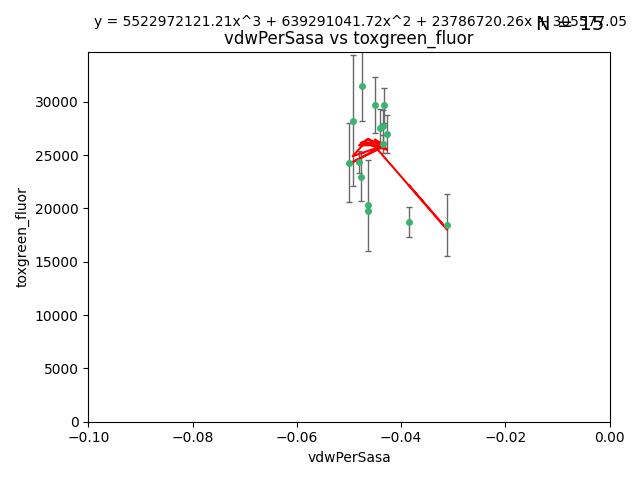 y = 5522972121.21x^3 + 639291041.72x^2 + 23786720.26x + 305577.05
N = 15
vdwPerSasa vs toxgreen_fluor
30000
25000
20000
15000
10000
5000
0
toxgreen_fluor
−0.10
−0.08
−0.06
−0.04
−0.02
0.00
vdwPerSasa